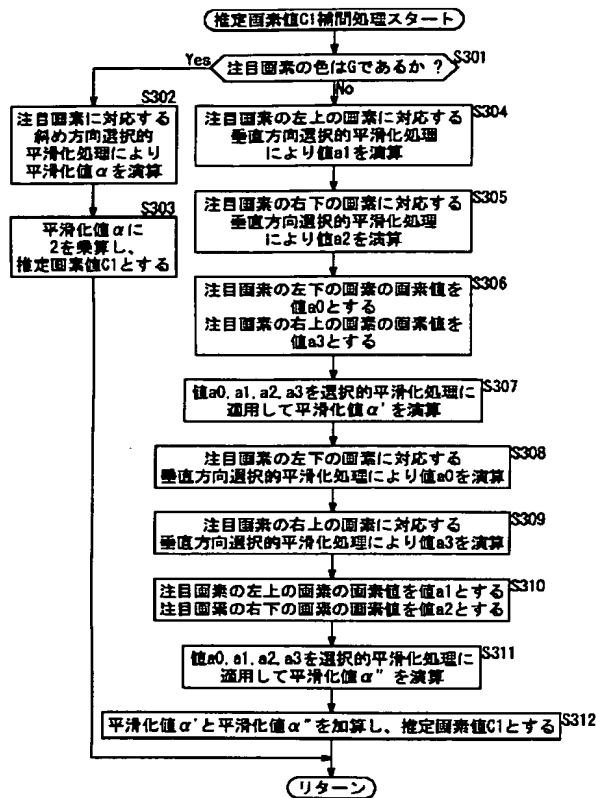 推定画素値C1補間処理スタート
注目画素の色はGであるか ?
S301
Yes
No
S302
注目画素に対応する
斜め方向選択的
平滑化処理により
平滑化値αを演算
S303
平滑化値αに
2を乗算し、
推定画素値C1とする
S304
注目画素の左上の画素に対応する
垂直方向選択的平滑化処理
により値a1を演算
S305
注目画素の右下の画素に対応する
垂直方向選択的平滑化処理
により値a2を演算
S306
注目画素の左下の画素の画素値を
値a0とする
注目画素の右上の画素の画素値を
値a3とする
S307
値a0,a1,a2,a3を選択的平滑化処理に
適用して平滑化値α'を演算
S308
注目画素の左下の画素に対応する
垂直方向選択的平滑化処理により値a0を演算
S309
注目画素の右上の画素に対応する
垂直方向選択的平滑化処理により値a3を演算
S310
注目画素の左上の画素の画素値を値a1とする
注目画素の右下の画素の画素値を値a2とする
S311
値a0,a1,a2,a3を選択的平滑化処理に
適用して平滑化値α"を演算
S312
平滑化値α'と平滑化値α"を加算し、推定画素値C1とする
リターン